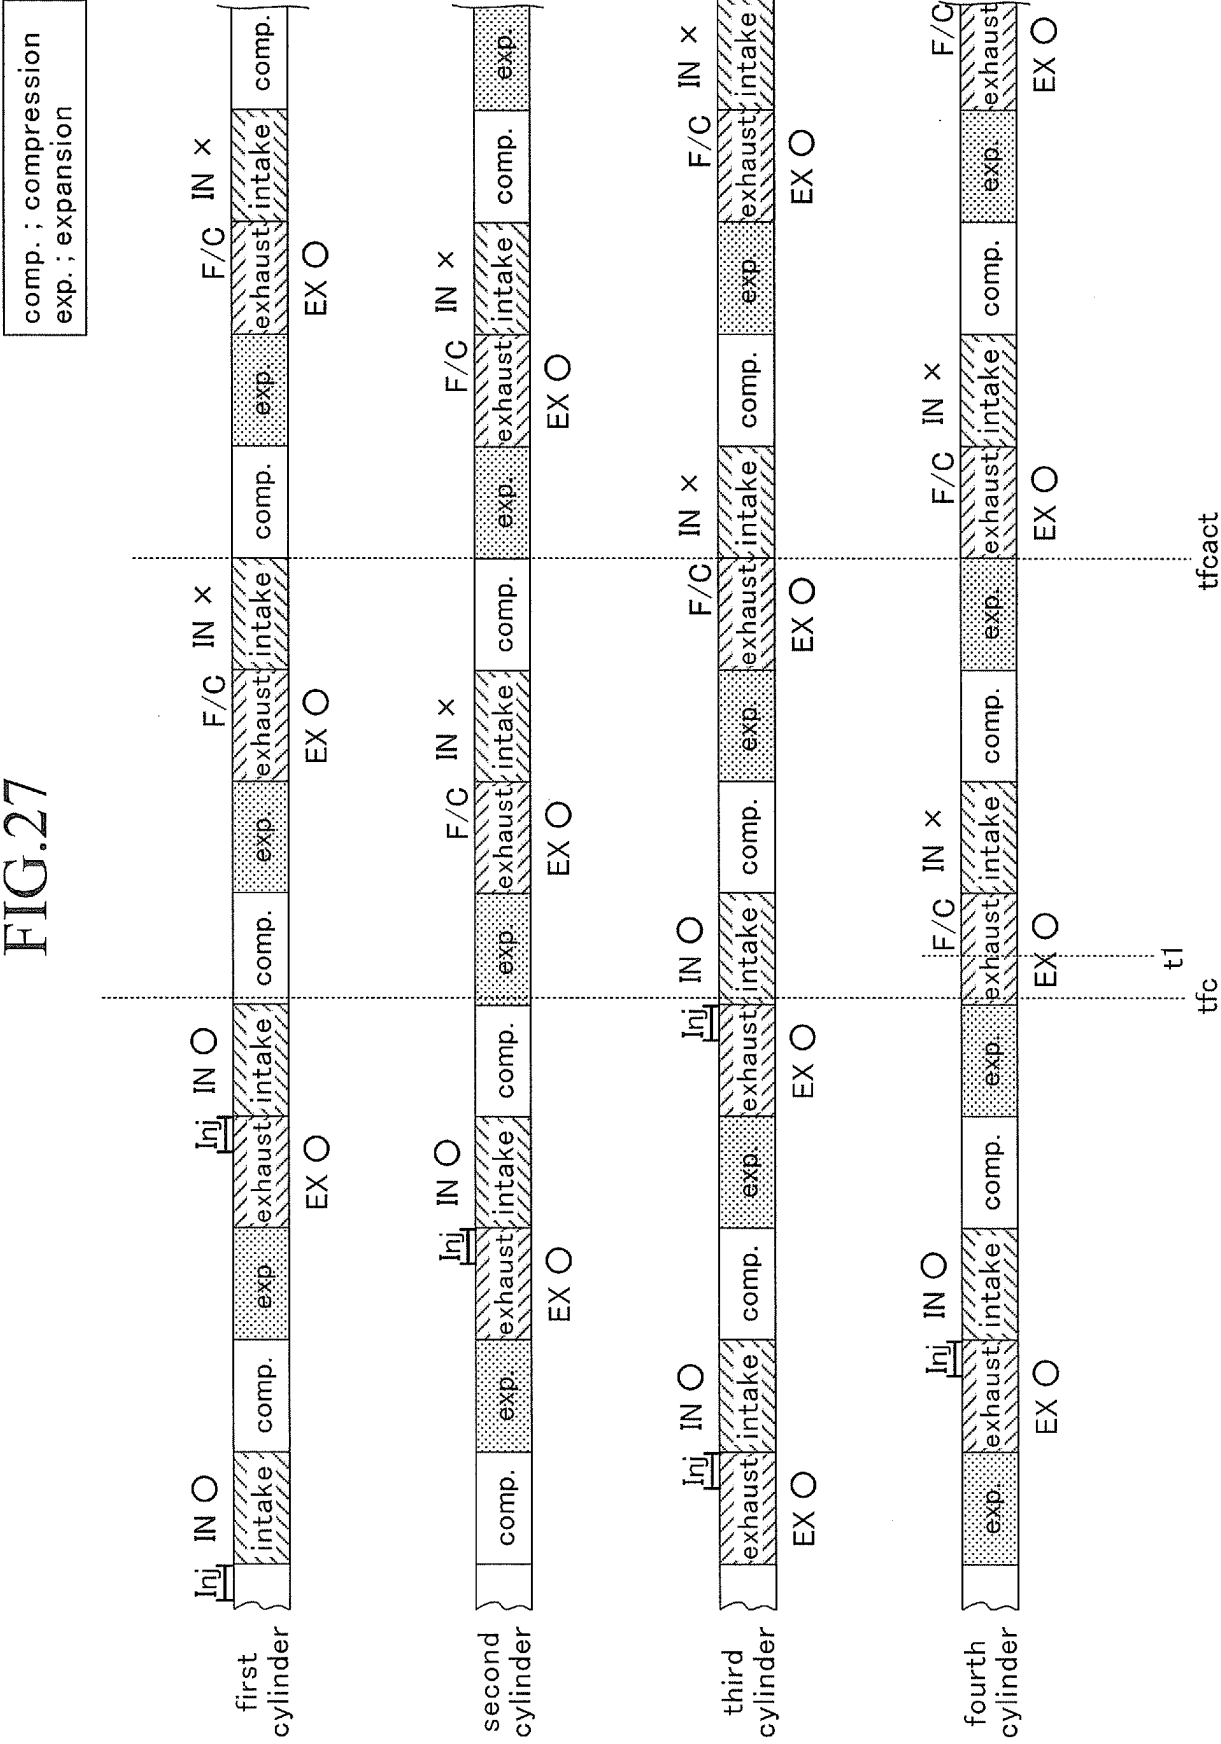 FIG.27
comp. ; compression
exp. ; expansion
Inj IN ○ Inj IN ○ F/C IN × F/C IN ×
first
cylinder
intake comp. exp. exhaust intake comp. exp. exhaust intake comp. exp. exhaust intake comp.
EX ○ EX ○ EX ○
Inj IN ○ F/C IN × F/C IN ×
second
cylinder
comp. exp. exhaust intake comp. exp. exhaust intake comp. exp. exhaust intake comp. exp.
EX ○ EX ○ EX ○
Inj IN ○ Inj IN ○ F/C IN × F/C IN ×
third
cylinder
exhaust intake comp. exp. exhaust intake comp. exp. exhaust intake comp. exp. exhaust intake
EX ○ EX ○ EX ○ EX ○
Inj IN ○ F/C IN × F/C IN × F/C
fourth
cylinder
exp. exhaust intake comp. exp. exhaust intake comp. exp. exhaust intake comp. exp. exhaust
EX ○ EX ○ EX ○ EX ○
t1
tfc tfcact